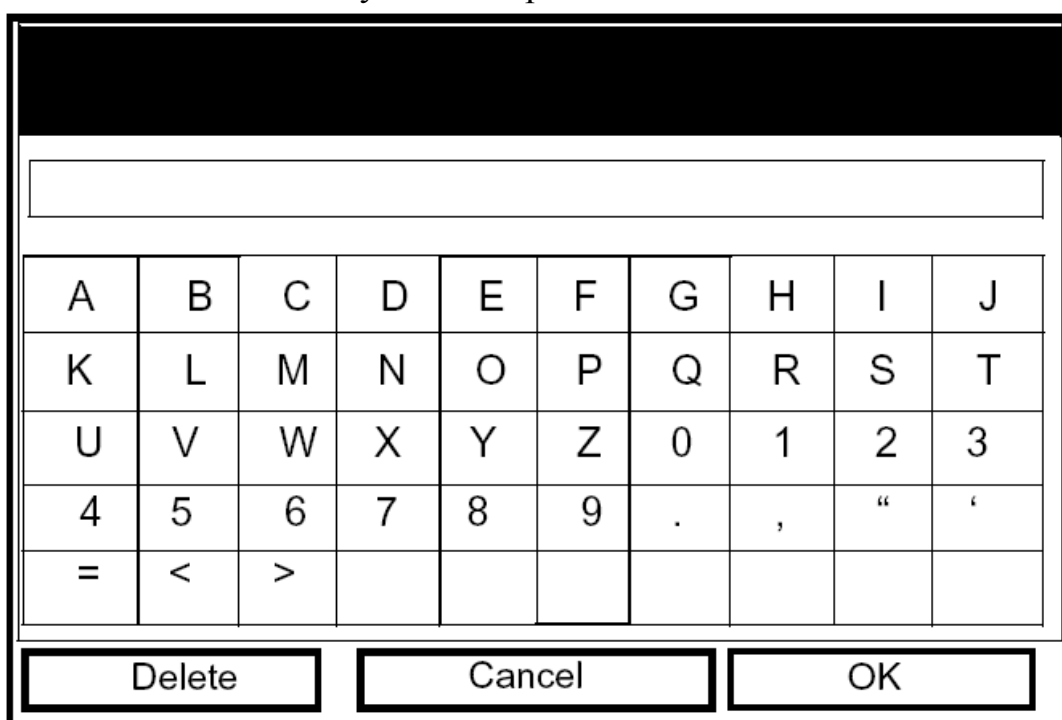 A B C D E F G H I J
K L M N O P Q R S T
U V W X Y Z 0 1 2 3
4 5 6 7 8 9 . , “ ‘
= < >
Delete Cancel OK